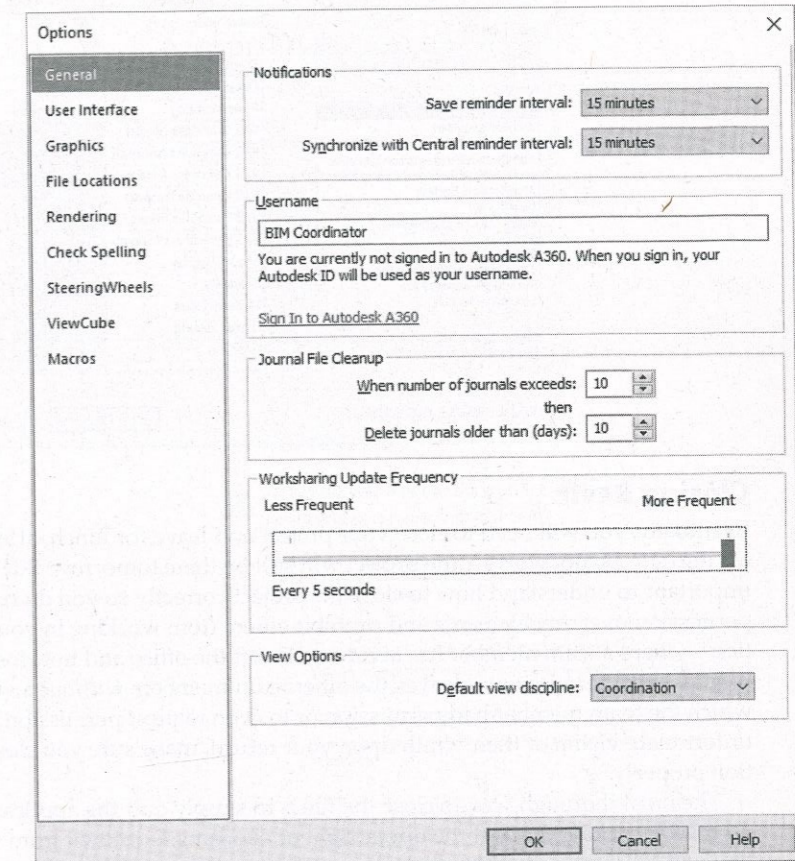 Options
General
User Interface
Graphics
File Locations
Rendering
Check Spelling
SteeringWheels
ViewCube
Macros
Notifications
Save reminder interval: 15 minutes
Synchronize with Central reminder interval: 15 minutes
Username
BIM Coordinator
You are currently not signed in to Autodesk A360. When you sign in, your
Autodesk ID will be used as your username.
Sign In to Autodesk A360
Journal File Cleanup
When number of journals exceeds: 10
then
Delete journals older than (days): 10
Worksharing Update Frequency
Less Frequent More Frequent
Every 5 seconds
View Options
Default view discipline: Coordination
OK Cancel Help